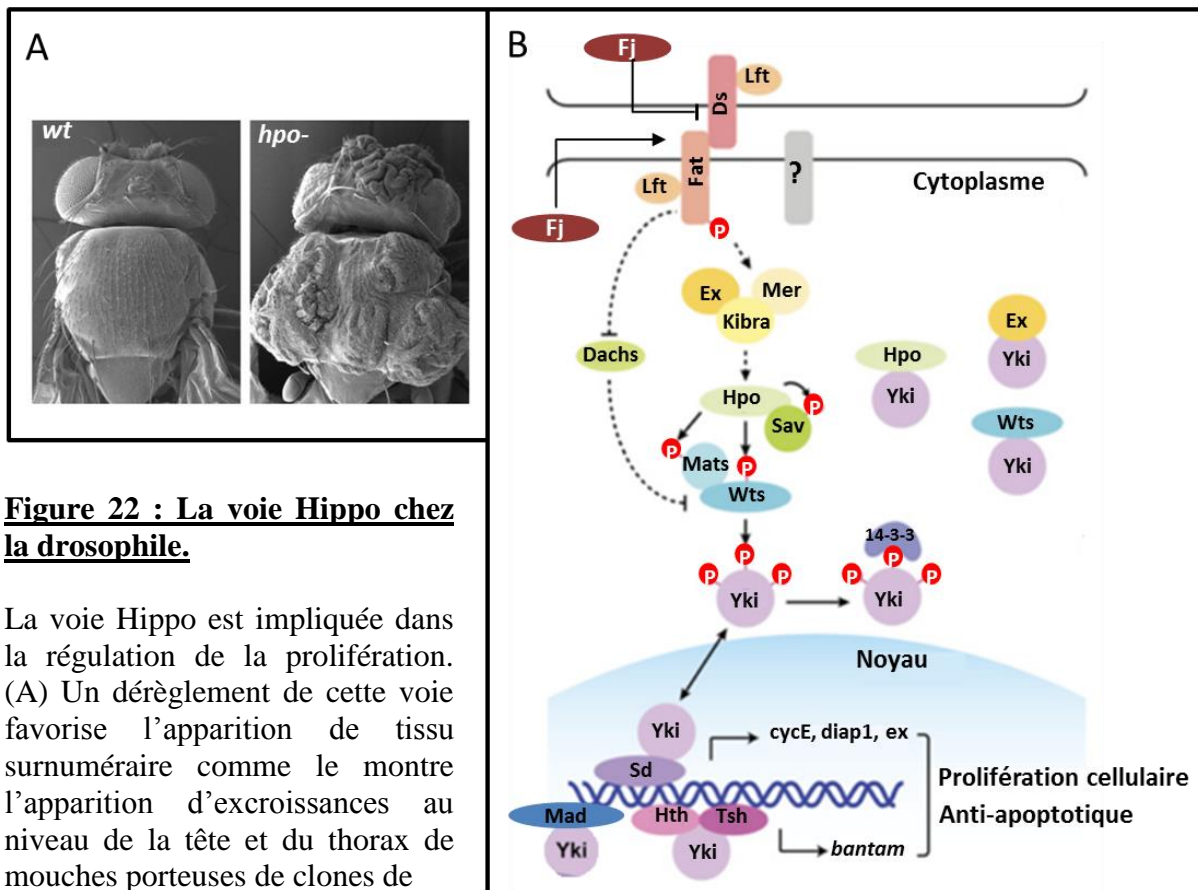 A
wt
hpo-
Figure 22 : La voie Hippo chez
la drosophile.
La voie Hippo est impliquée dans
la régulation de la prolifération.
(A) Un dérèglement de cette voie
favorise l'apparition de tissu
surnuméraire comme le montre
l'apparition d'excroissances au
niveau de la tête et du thorax de
mouches porteuses de clones de
B
Fj
Ds
Lft
Fat
Lft
?
Cytoplasme
Fj
P
Ex
Mer
Kibra
Ex
Yki
Dachs
Hpo
Yki
Hpo
P
Sav
Wts
Yki
P
Mats
P
Wts
14-3-3
P
P
P
P
P
P
Yki
Yki
Noyau
Yki
cycE, diap1, ex
Sd
Prolifération cellulaire
Anti-apoptotique
Mad
Hth
Tsh
Yki
Yki
bantam